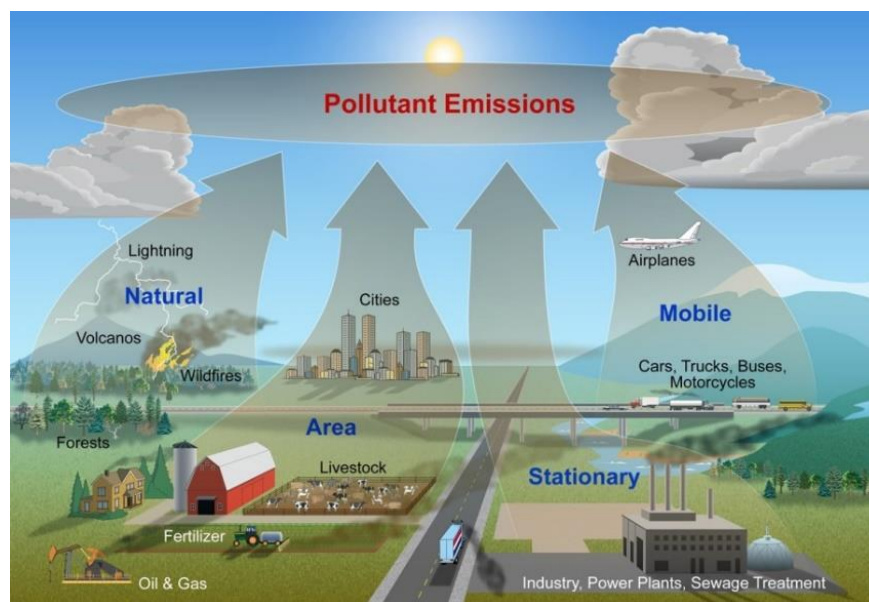 Pollutant Emissions
Lightning
Natural
Volcanos
Wildfires
Forests
Cities
Area
Livestock
Fertilizer
Oil & Gas
Airplanes
Mobile
Cars, Trucks, Buses,
Motorcycles
Stationary
Industry, Power Plants, Sewage Treatment